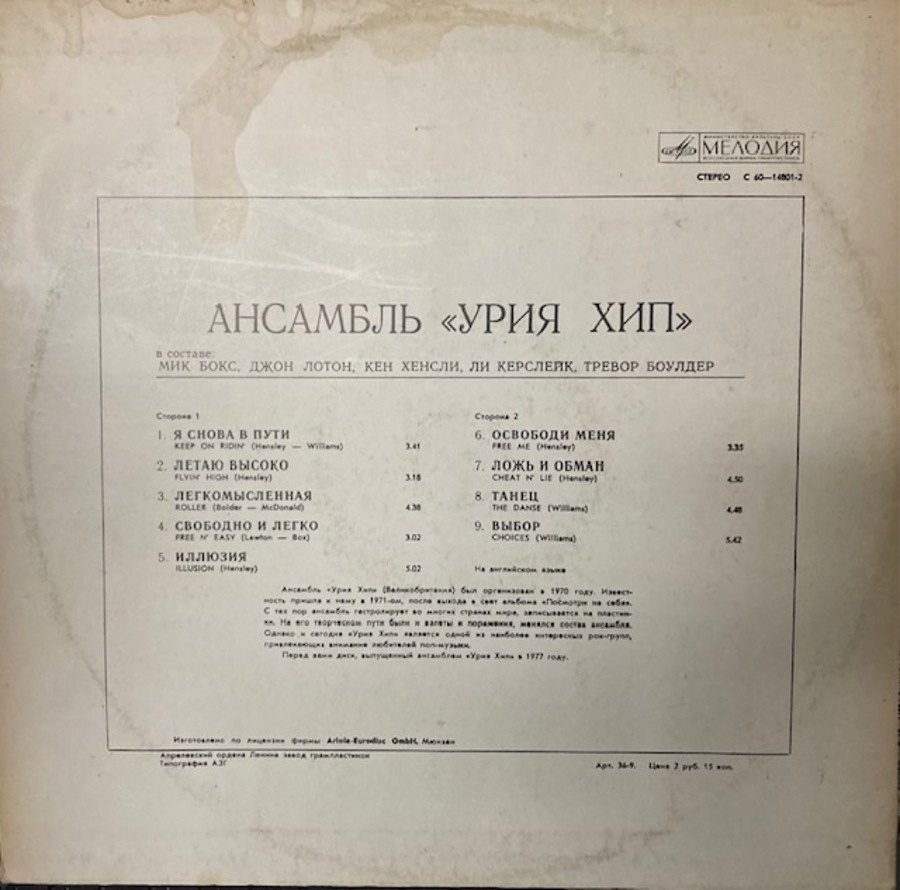 МИНИСТЕРСТВО КУЛЬТУРЫ СССР
МЕЛОДИЯ
ВСЕСОЮЗНАЯ ФИРМА ГРАМПЛАСТИНОК
СТЕРЕО С 60—14801-2
АНСАМБЛЬ «УРИЯ ХИП»
в составе:
МИК БОКС, ДЖОН ЛОТОН, КЕН ХЕНСЛИ, ЛИ КЕРСЛЕЙК, ТРЕВОР БОУЛДЕР
Сторона 1
1. Я СНОВА В ПУТИ
KEEP ON RIDIN' (Hensley — Williams) 3.41
2. ЛЕТАЮ ВЫСОКО
FLYIN' HIGH (Hensley) 3.18
3. ЛЕГКОМЫСЛЕННАЯ
ROLLER (Bolder — McDonald) 4.38
4. СВОБОДНО И ЛЕГКО
FREE N' EASY (Lawton — Box) 3.02
5. ИЛЛЮЗИЯ
ILLUSION (Hensley) 5.02
Сторона 2
6. ОСВОБОДИ МЕНЯ
FREE ME (Hensley) 3.35
7. ЛОЖЬ И ОБМАН
CHEAT N' LIE (Hensley) 4.50
8. ТАНЕЦ
THE DANSE (Williams) 4.48
9. ВЫБОР
CHOICES (Williams) 5.42
На английском языке
Ансамбль «Урия Хип» (Великобритания) был организован в 1970 году. Извест-
ность пришла к нему в 1971-ом, после выхода в свет альбома «Посмотри на себя».
С тех пор ансамбль гастролирует во многих странах мира, записывается на пластин-
ки. На его творческом пути были и взлеты и поражения, менялся состав ансамбля.
Однако и сегодня «Урия Хип» является одной из наиболее интересных рок-групп,
привлекающих внимание любителей поп-музыки.
Перед вами диск, выпущенный ансамблем «Урия Хип» в 1977 году.
Изготовлено по лицензии фирмы Ariola-Eurodisc GmbH, Мюнхен
Апрелевский ордена Ленина завод грампластинок
Типография АЗГ
Арт. 36-9. Цена 2 руб. 15 коп.